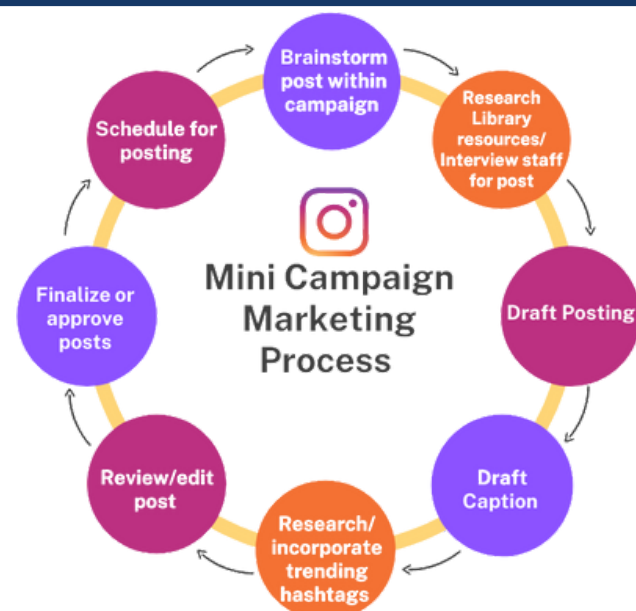 Mini Campaign
Marketing
Process
Brainstorm
post within
campaign
Research
Library
resources/
Interview staff
for post
Draft Posting
Draft
Caption
Research/
incorporate
trending
hashtags
Review/edit
post
Finalize or
approve
posts
Schedule for
posting